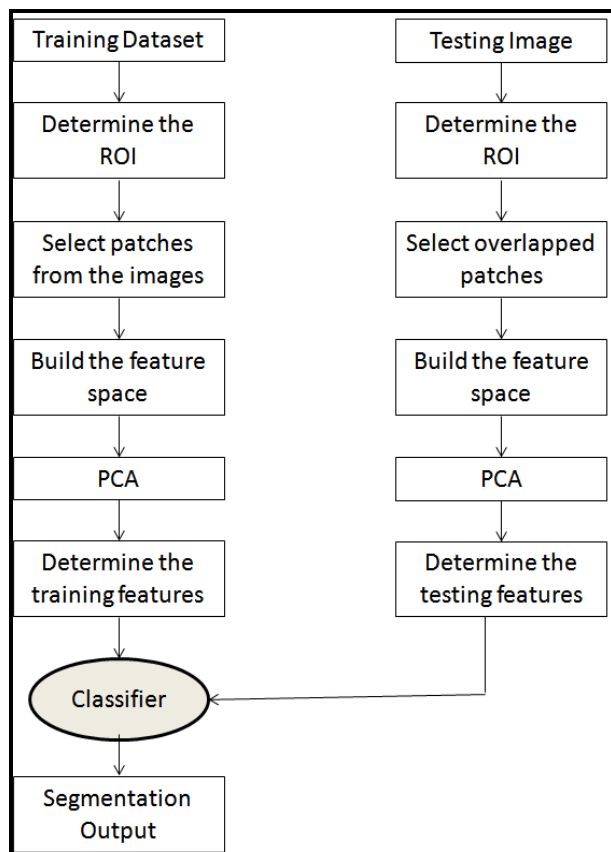 Training Dataset
Determine the
ROI
Select patches
from the images
Build the feature
space
PCA
Determine the
training features
Classifier
Segmentation
Output
Testing Image
Determine the
ROI
Select overlapped
patches
Build the feature
space
PCA
Determine the
testing features